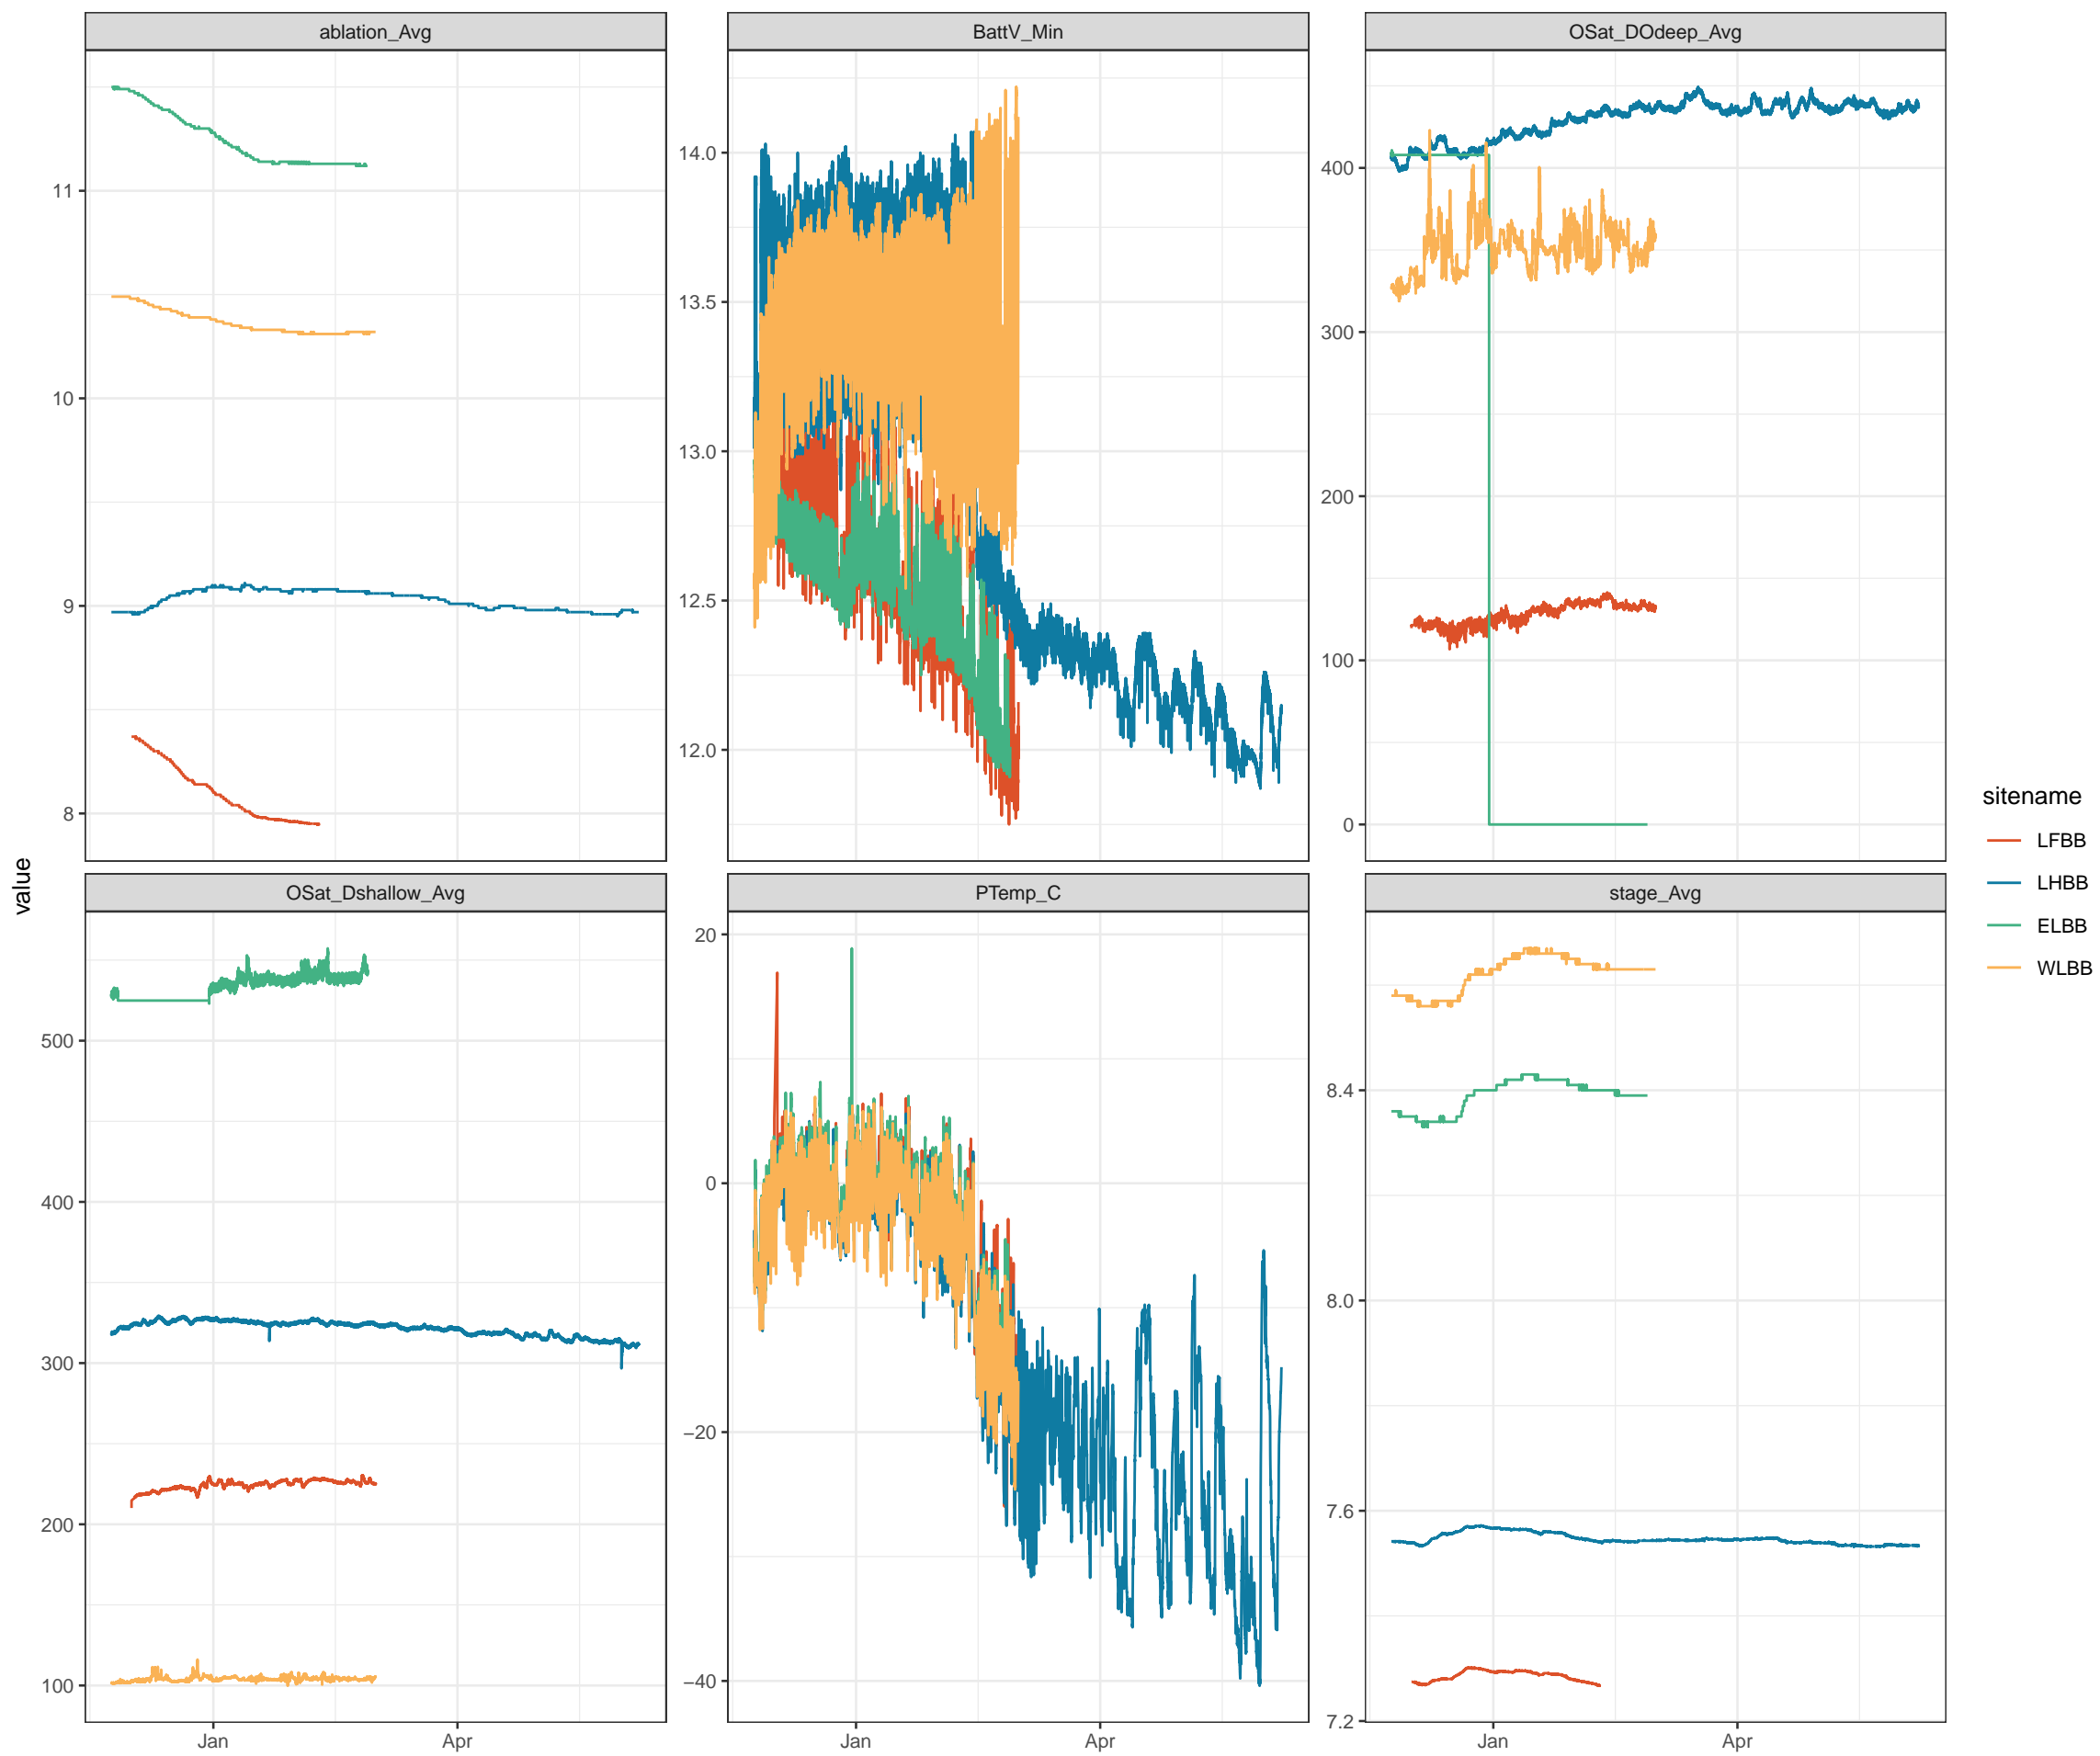 ablation_Avg
BattV_Min
OSat_DOdeep_Avg
11
10
9
8
14.0
13.5
13.0
12.5
12.0
400
300
200
100
0
value
OSat_Dshallow_Avg
PTemp_C
stage_Avg
500
400
300
200
100
20
0
−20
−40
8.4
8.0
7.6
7.2
Jan
Apr
Jan
Apr
Jan
Apr
sitename
LFBB
LHBB
ELBB
WLBB